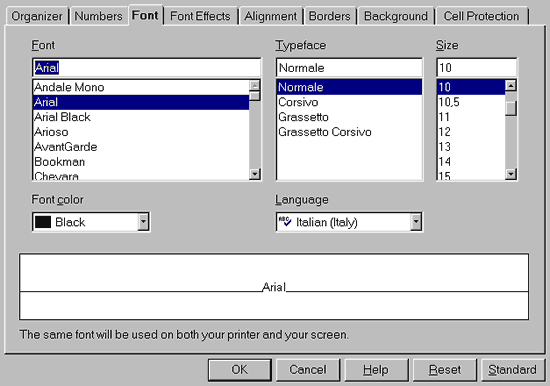 Organizer Numbers Font Font Effects Alignment Borders Background Cell Protection
Font Typeface Size
Arial Normale 10
Andale Mono Normale 10
Arial Corsivo 10,5
Arial Black Grassetto 11
Arioso Grassetto Corsivo 12
AvantGarde 13
Bookman 14
Chevara 15
Font color Language
Black ABC Italian (Italy)
Arial
The same font will be used on both your printer and your screen.
OK Cancel Help Reset Standard